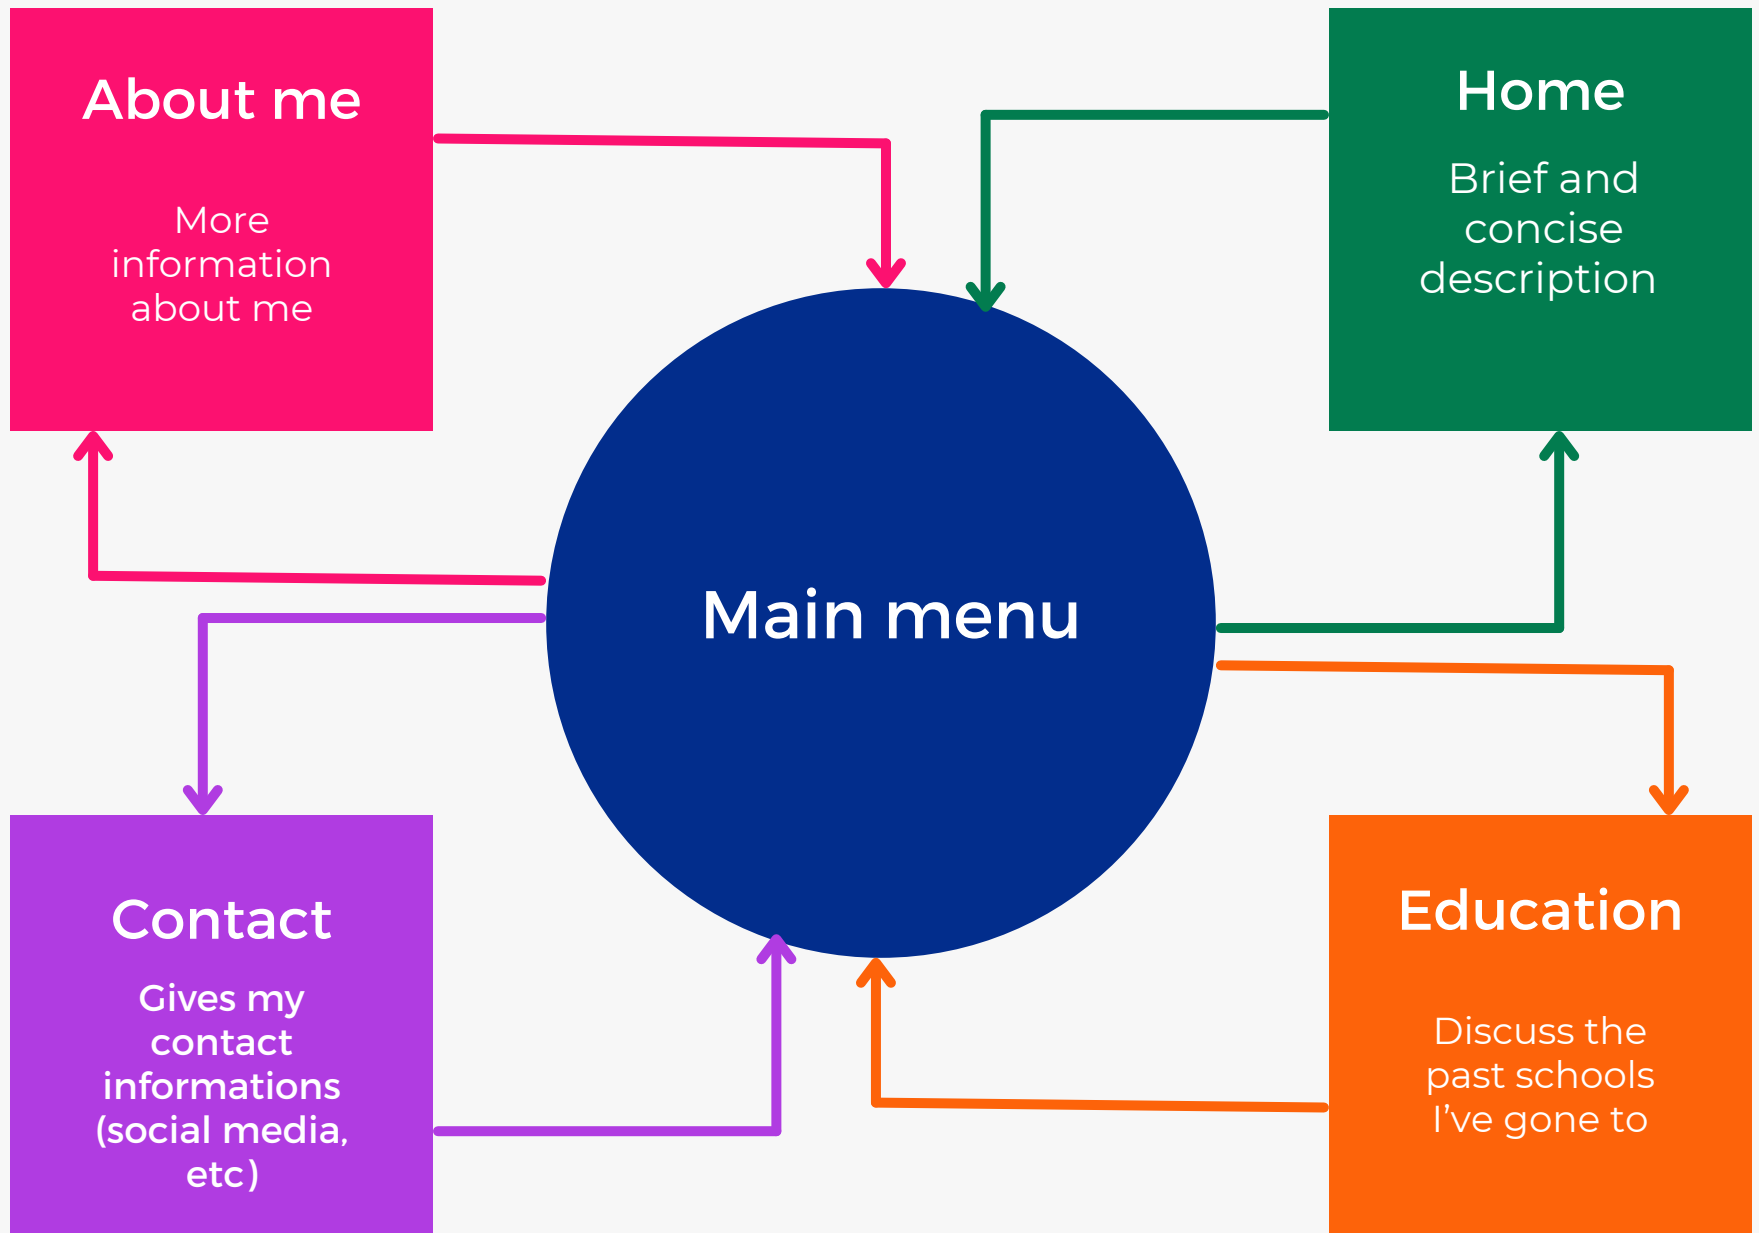 About me
More
information
about me
Home
Brief and
concise
description
Main menu
Contact
Gives my
contact
informations
(social media,
etc)
Education
Discuss the
past schools
I’ve gone to